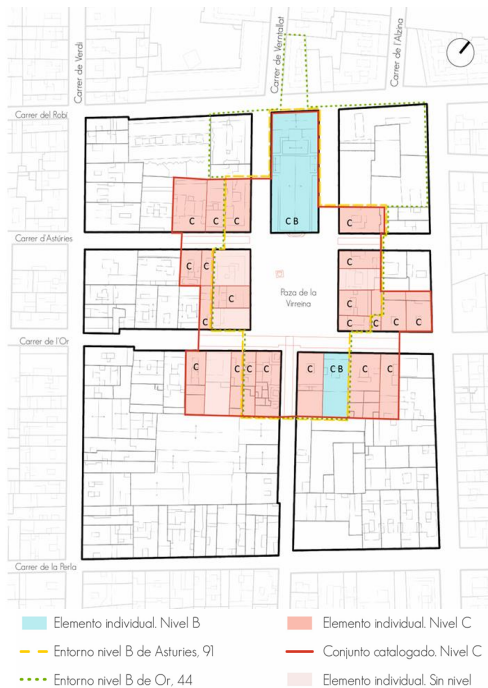 Carrer de Verdi
Carrer de Verntallat
Carrer de l'Alzina
Carrer del Robí
C B
C C C
C
Carrer d'Astúries
C C
C
C
Plaza de la
Virreina
C
C
C C C C
Carrer de l'Or
C C C C
C C B C C
Carrer de la Perla
Elemento individual. Nivel B
Elemento individual. Nivel C
Entorno nivel B de Asturies, 91
Conjunto catalogado. Nivel C
Entorno nivel B de Or, 44
Elemento individual. Sin nivel